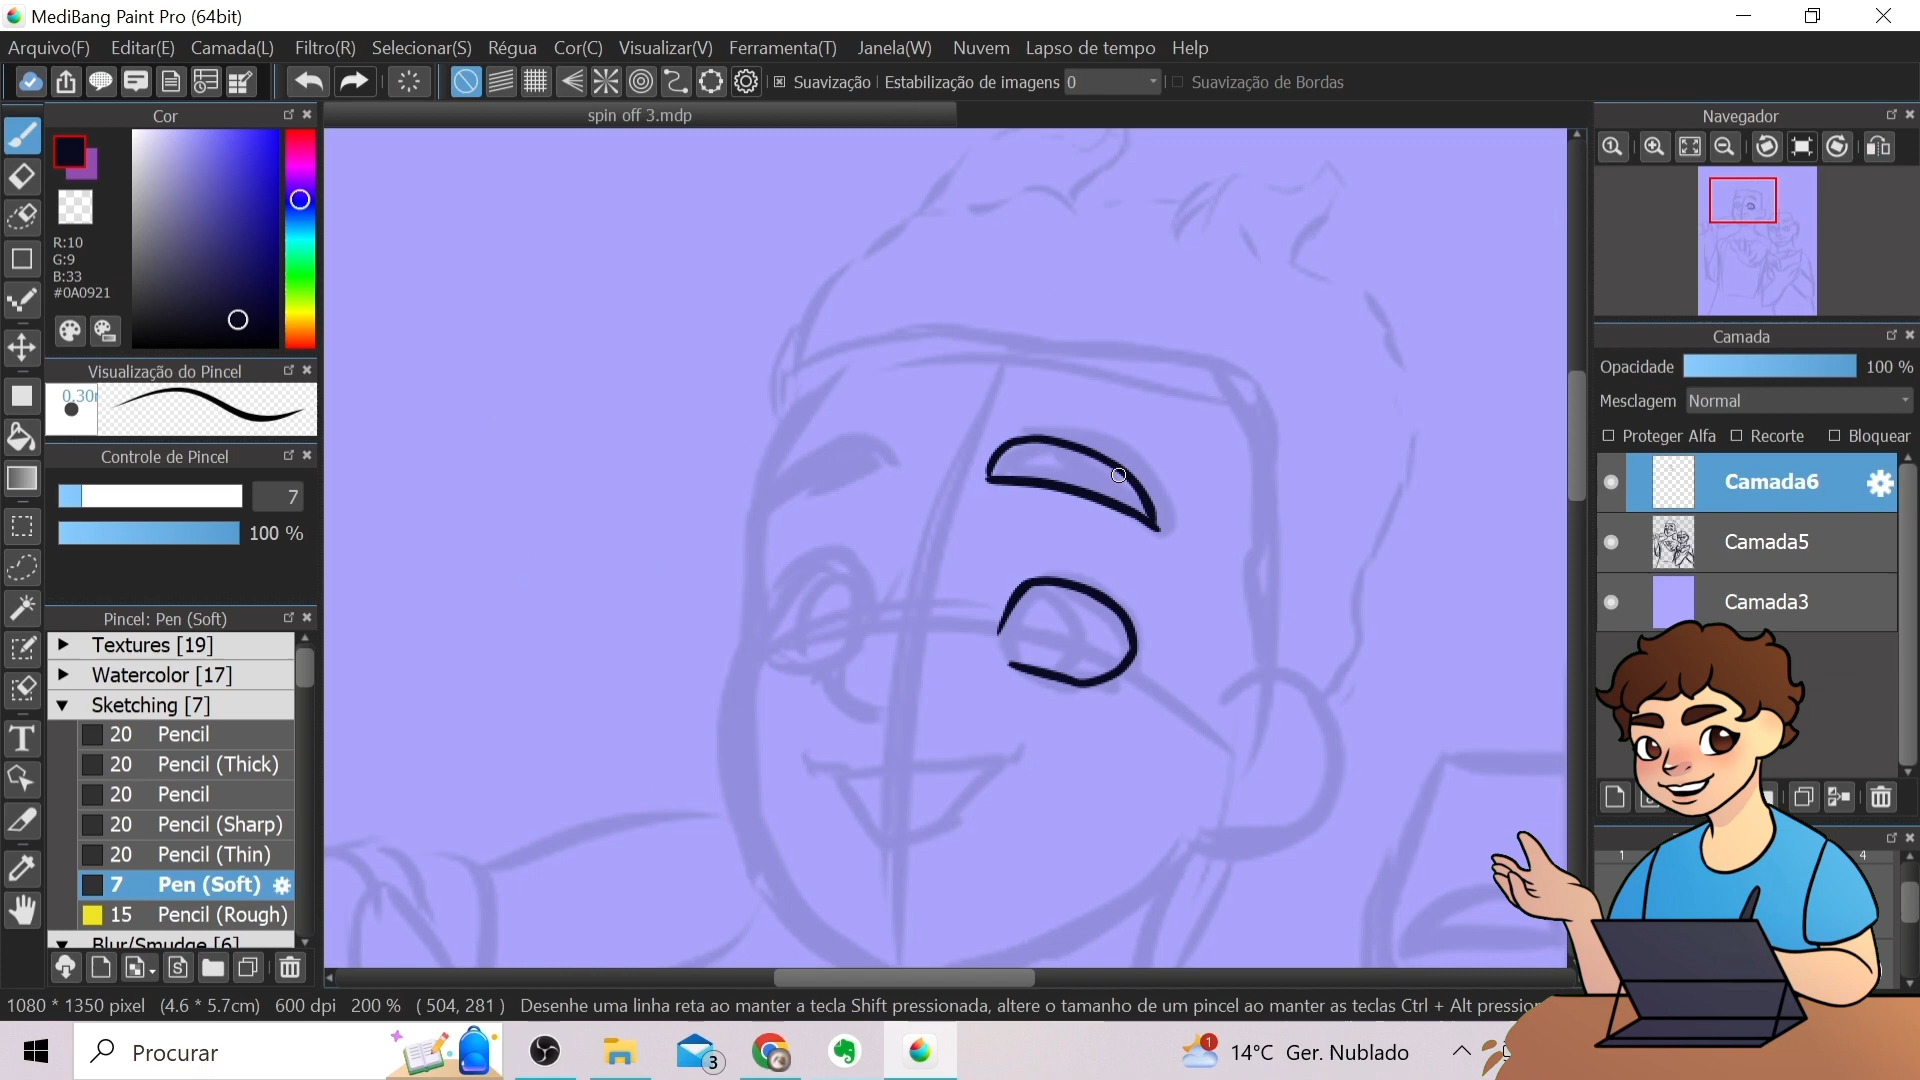 MediBang Paint Pro (64bit)
Arquivo(F) Editar(E) Camada(L) Filtro(R) Selecionar(S) Régua Cor(C) Visualizar(V) Ferramenta(T) Janela(W) Nuvem Lapso de tempo Help
Suavização Estabilização de imagens 0 Suavização de Bordas
Cor
spin off 3.mdp
Navegador
R:10
G:9
B:33
#0A0921
Camada
Opacidade 100 %
Visualização do Pincel
Mesclagem Normal
Proteger Alfa Recorte Bloquear
Controle de Pincel
7
100 %
Camada6
Camada5
Camada3
Pincel: Pen (Soft)
Textures [19]
Watercolor [17]
Sketching [7]
20 Pencil
20 Pencil (Thick)
20 Pencil
20 Pencil (Sharp)
20 Pencil (Thin)
7 Pen (Soft)
15 Pencil (Rough)
Blur/Smudge [6]
1 4
1080 * 1350 pixel (4.6 * 5.7cm) 600 dpi 200 % ( 504, 281 ) Desenhe uma linha reta ao manter a tecla Shift pressionada, altere o tamanho de um pincel ao manter as teclas Ctrl + Alt
Procurar
3
1
14°C Ger. Nublado